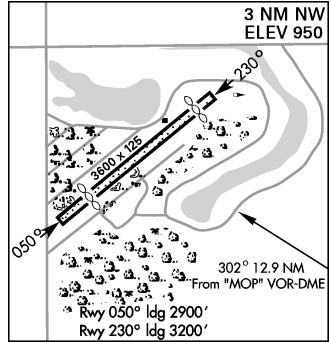 3 NM NW
ELEV 950
230°
3600 x 125
050°
302° 12.9 NM
From "MOP" VOR-DME
Rwy 050° ldg 2900′
Rwy 230° ldg 3200′